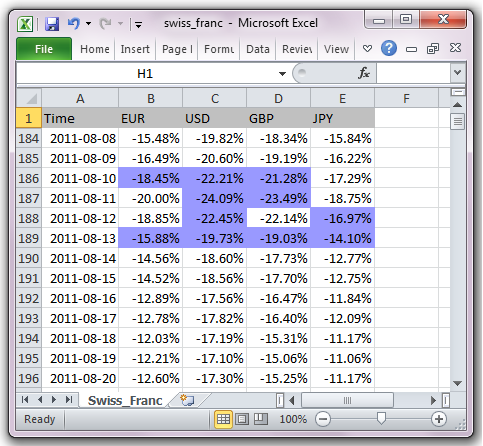 swiss_franc - Microsoft Excel
File Home Insert Page l Formu Data Review View
H1 fx
A B C D E F
1 Time EUR USD GBP JPY
184 2011-08-08 -15.48% -19.82% -18.34% -15.84%
185 2011-08-09 -16.49% -20.60% -19.19% -16.22%
186 2011-08-10 -18.45% -22.21% -21.28% -17.29%
187 2011-08-11 -20.00% -24.09% -23.49% -18.75%
188 2011-08-12 -18.85% -22.45% -22.14% -16.97%
189 2011-08-13 -15.88% -19.73% -19.03% -14.10%
190 2011-08-14 -14.56% -18.60% -17.73% -12.77%
191 2011-08-15 -14.52% -18.56% -17.70% -12.75%
192 2011-08-16 -12.89% -17.56% -16.47% -11.84%
193 2011-08-17 -12.78% -17.82% -16.40% -12.09%
194 2011-08-18 -12.03% -17.19% -15.31% -11.17%
195 2011-08-19 -12.21% -17.10% -15.06% -11.06%
196 2011-08-20 -12.60% -17.30% -15.25% -11.17%
Swiss_Franc
Ready 100%